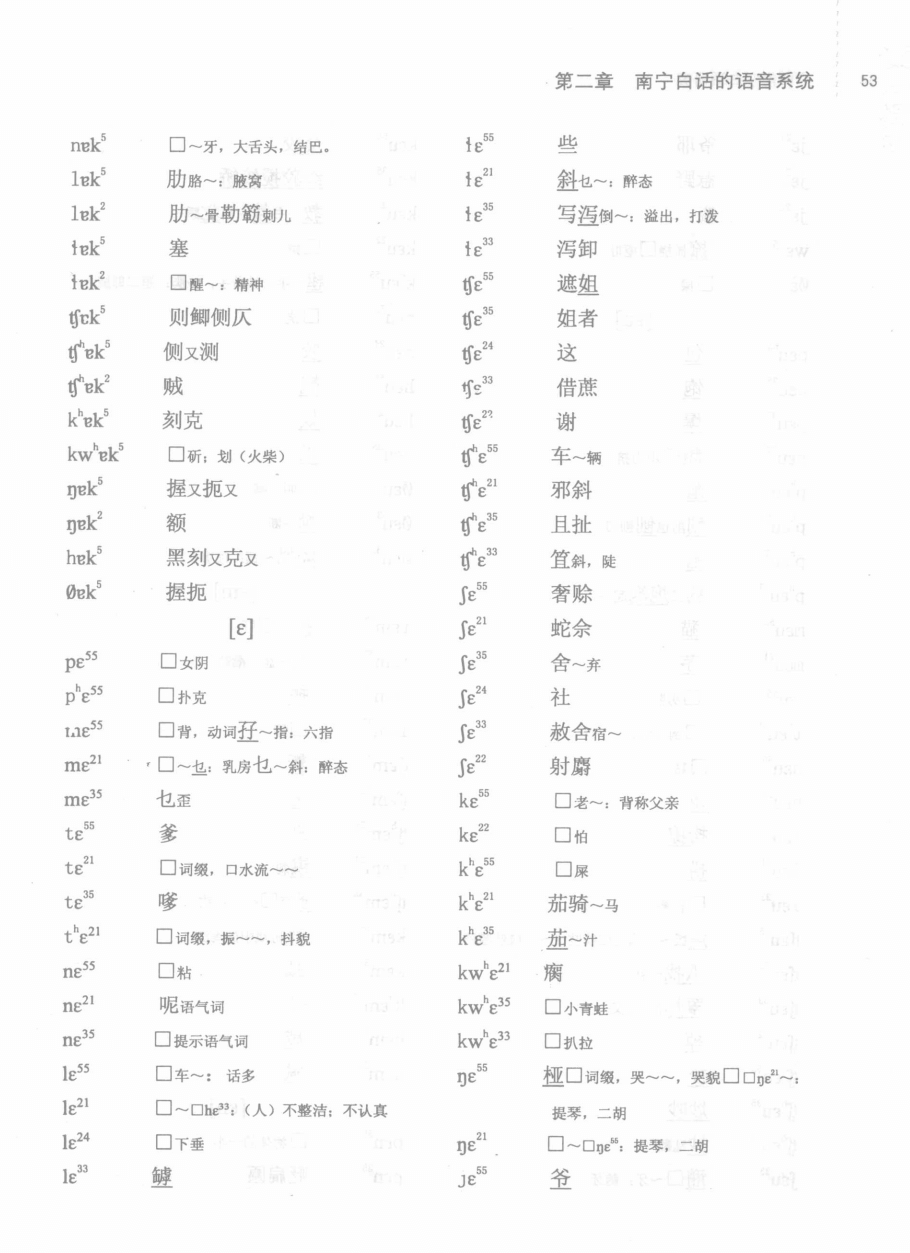 第二章　南宁白话的语音系统　53
nɐk⁵　□～牙，大舌头，结巴。
lɐk⁵　肋胳～：腋窝
lɐk²　肋～骨勒簕刺儿
ɬɐk⁵　塞
ɬɐk²　□醒～：精神
ʧɐk⁵　则鲫侧仄
ʧʰɐk⁵　侧又测
ʧʰɐk²　贼
kʰɐk⁵　刻克
kwʰɐk⁵　□斫；划（火柴）
ŋɐk⁵　握又扼又
ŋɐk²　额
hɐk⁵　黑刻又克又
Øɐk⁵　握扼
[ɛ]
pɛ⁵⁵　□女阴
pʰɛ⁵⁵　□扑克
mɛ⁵⁵　□背，动词孖～指：六指
mɛ²¹　□～乜：乳房乜～斜：醉态
mɛ³⁵　乜歪
tɛ⁵⁵　爹
tɛ²¹　□词缀，口水流～～
tɛ³⁵　嗲
tʰɛ²¹　□词缀，振～～，抖貌
nɛ⁵⁵　□粘
nɛ²¹　呢语气词
nɛ³⁵　□提示语气词
lɛ⁵⁵　□车～：话多
lɛ²¹　□～□hɛ³³：（人）不整洁；不认真
lɛ²⁴　□下垂
lɛ³³　罅
ɬɛ⁵⁵　些
ɬɛ²¹　斜乜～：醉态
ɬɛ³⁵　写泻倒～：溢出，打泼
ɬɛ³³　泻卸
ʧɛ⁵⁵　遮姐
ʧɛ³⁵　姐者
ʧɛ²⁴　这
ʧɛ³³　借蔗
ʧɛ²²　谢
ʧʰɛ⁵⁵　车～辆
ʧʰɛ²¹　邪斜
ʧʰɛ³⁵　且扯
ʧʰɛ³³　笡斜，陡
ʃɛ⁵⁵　奢赊
ʃɛ²¹　蛇佘
ʃɛ³⁵　舍～弃
ʃɛ²⁴　社
ʃɛ³³　赦舍宿～
ʃɛ²²　射麝
kɛ⁵⁵　□老～：背称父亲
kɛ²²　□怕
kʰɛ⁵⁵　□屎
kʰɛ²¹　茄骑～马
kʰɛ³⁵　茄～汁
kwʰɛ²¹　瘸
kwʰɛ³⁵　□小青蛙
kwʰɛ³³　□扒拉
ŋɛ⁵⁵　桠□词缀，哭～～，哭貌□□ŋɛ²¹～：
提琴，二胡
ŋɛ²¹　□～□ŋɛ⁵⁵：提琴，二胡
jɛ⁵⁵　爷